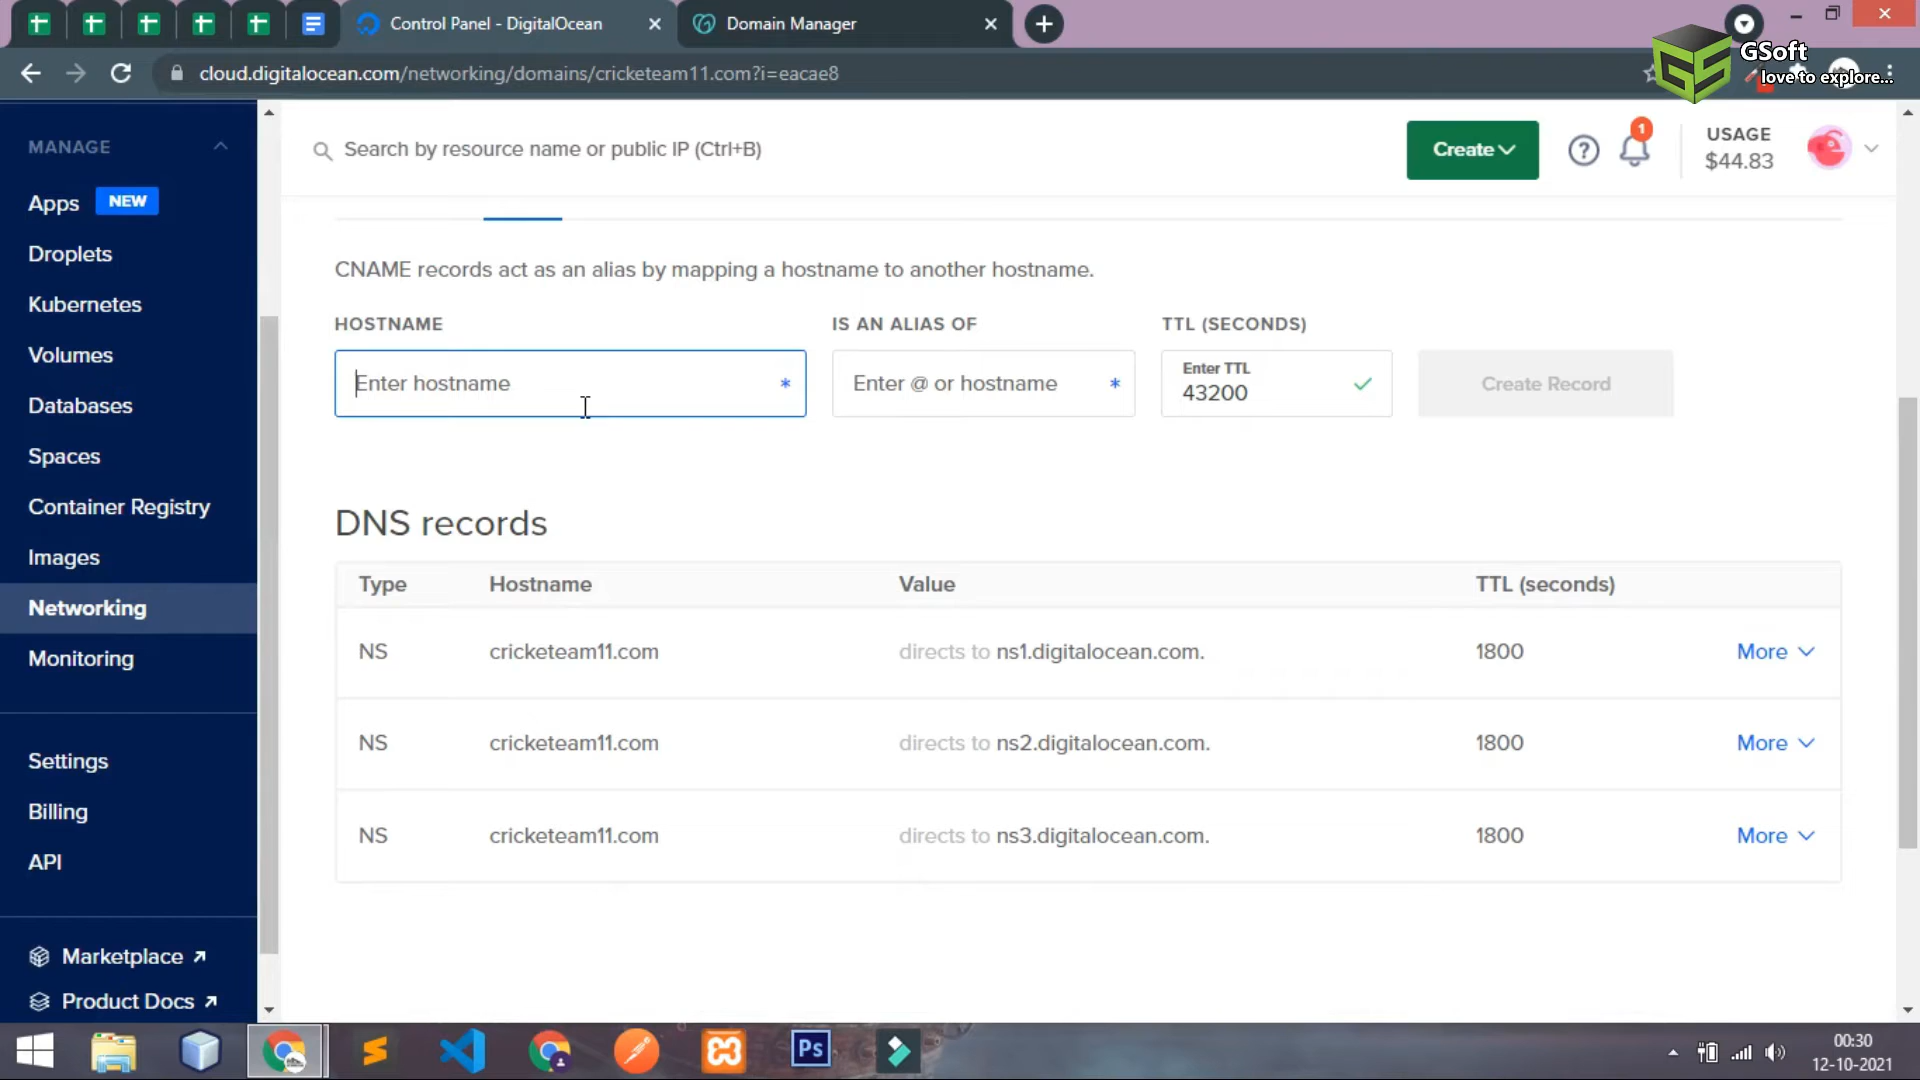 Control Panel - DigitalOcean
Domain Manager
cloud.digitalocean.com/networking/domains/cricketeam11.com?i=eacae8
GSoft
love to explore...
MANAGE
Apps NEW
Droplets
Kubernetes
Volumes
Databases
Spaces
Container Registry
Images
Networking
Monitoring
Settings
Billing
API
Marketplace
Product Docs
Search by resource name or public IP (Ctrl+B)
Create
1
USAGE
$44.83
CNAME records act as an alias by mapping a hostname to another hostname.
HOSTNAME IS AN ALIAS OF TTL (SECONDS)
Enter hostname * Enter @ or hostname * Enter TTL
43200
Create Record
DNS records
Type Hostname Value TTL (seconds)
NS cricketeam11.com directs to ns1.digitalocean.com. 1800 More
NS cricketeam11.com directs to ns2.digitalocean.com. 1800 More
NS cricketeam11.com directs to ns3.digitalocean.com. 1800 More
Ps
00:30
12-10-2021